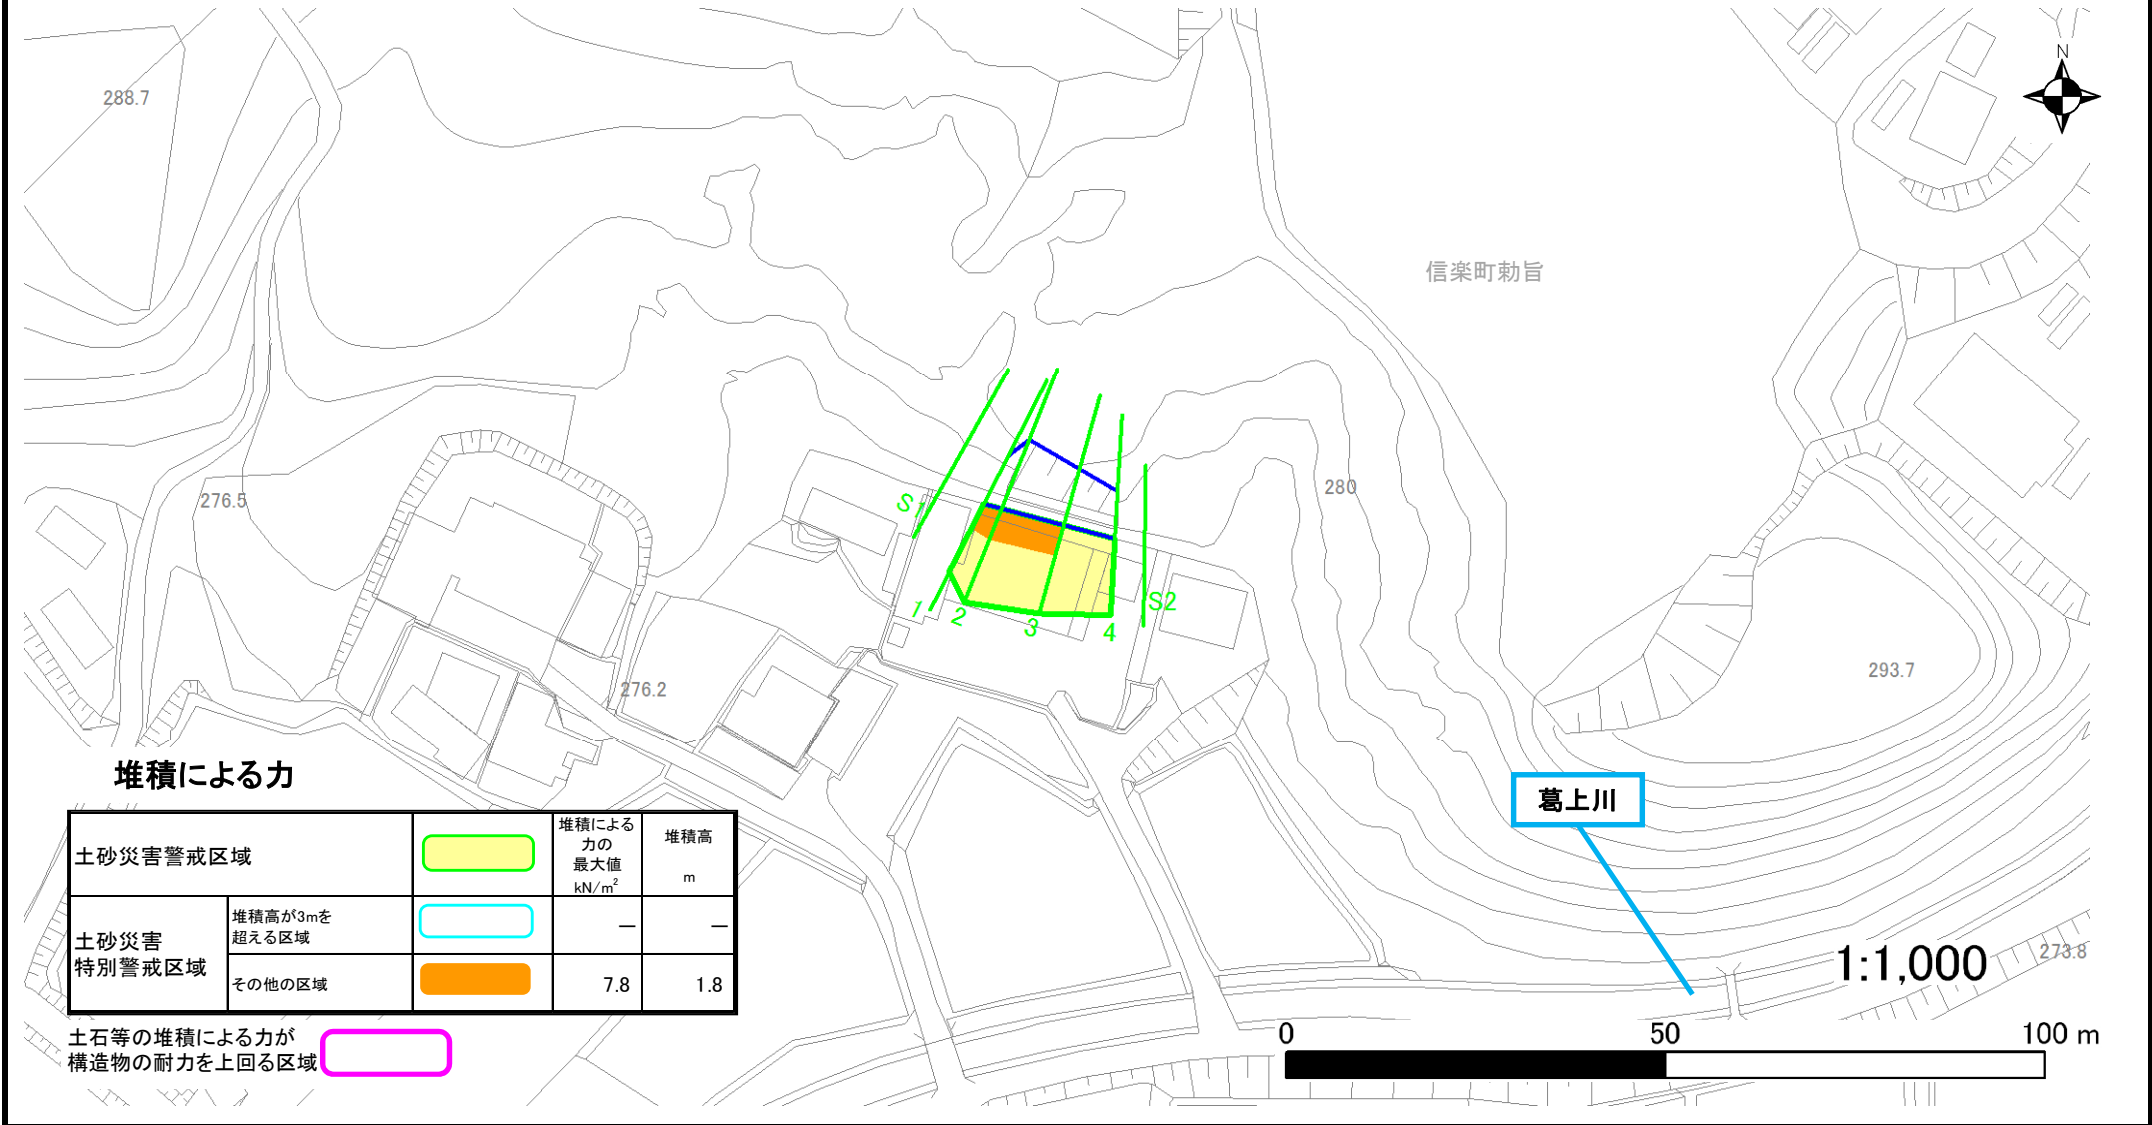 N
288.7
信楽町勅旨
276.5
280
S1
1
2
3
4
S2
276.2
293.7
堆積による力
土砂災害警戒区域
堆積による
力の
最大値
kN/m²
堆積高
m
土砂災害
特別警戒区域
堆積高が3mを
超える区域
－
－
その他の区域
7.8
1.8
土石等の堆積による力が
構造物の耐力を上回る区域
葛上川
1:1,000
273.8
0
50
100 m